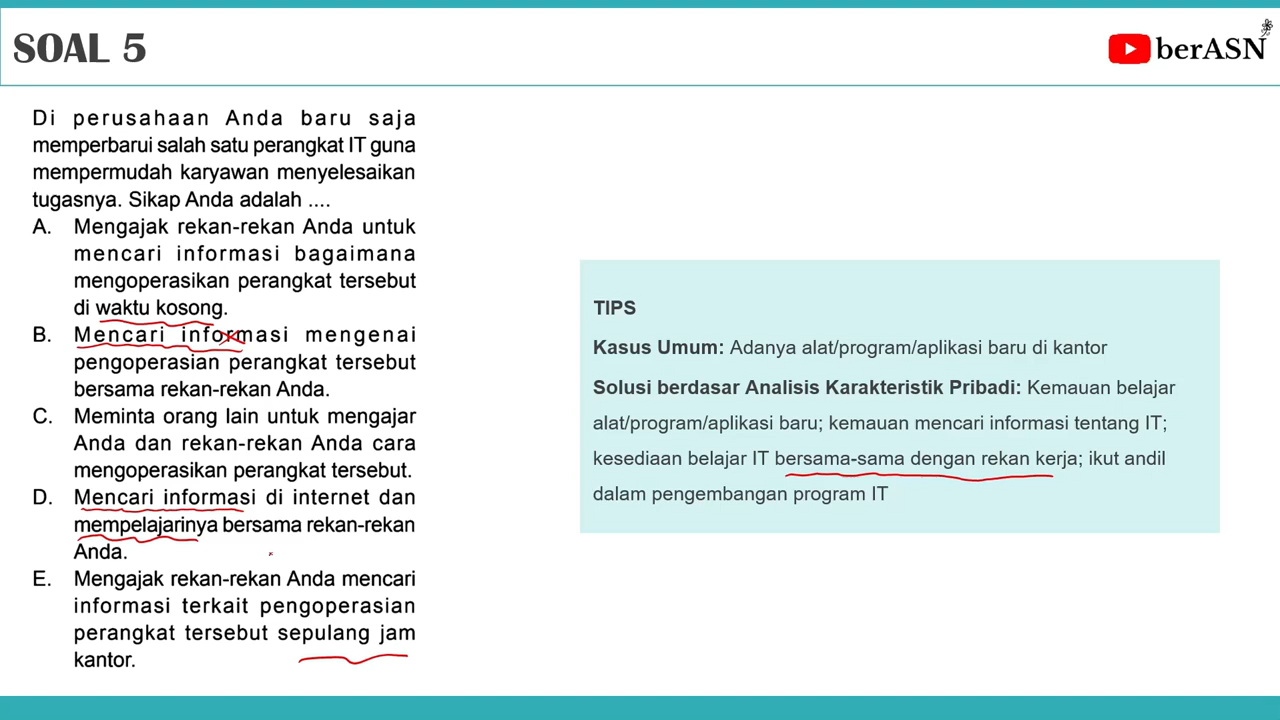 SOAL 5
berASN
Di perusahaan Anda baru saja
memperbarui salah satu perangkat IT guna
mempermudah karyawan menyelesaikan
tugasnya. Sikap Anda adalah ....
A. Mengajak rekan-rekan Anda untuk
mencari informasi bagaimana
mengoperasikan perangkat tersebut
di waktu kosong.
B. Mencari informasi mengenai
pengoperasian perangkat tersebut
bersama rekan-rekan Anda.
C. Meminta orang lain untuk mengajar
Anda dan rekan-rekan Anda cara
mengoperasikan perangkat tersebut.
D. Mencari informasi di internet dan
mempelajarinya bersama rekan-rekan
Anda.
E. Mengajak rekan-rekan Anda mencari
informasi terkait pengoperasian
perangkat tersebut sepulang jam
kantor.
TIPS
Kasus Umum: Adanya alat/program/aplikasi baru di kantor
Solusi berdasar Analisis Karakteristik Pribadi: Kemauan belajar
alat/program/aplikasi baru; kemauan mencari informasi tentang IT;
kesediaan belajar IT bersama-sama dengan rekan kerja; ikut andil
dalam pengembangan program IT